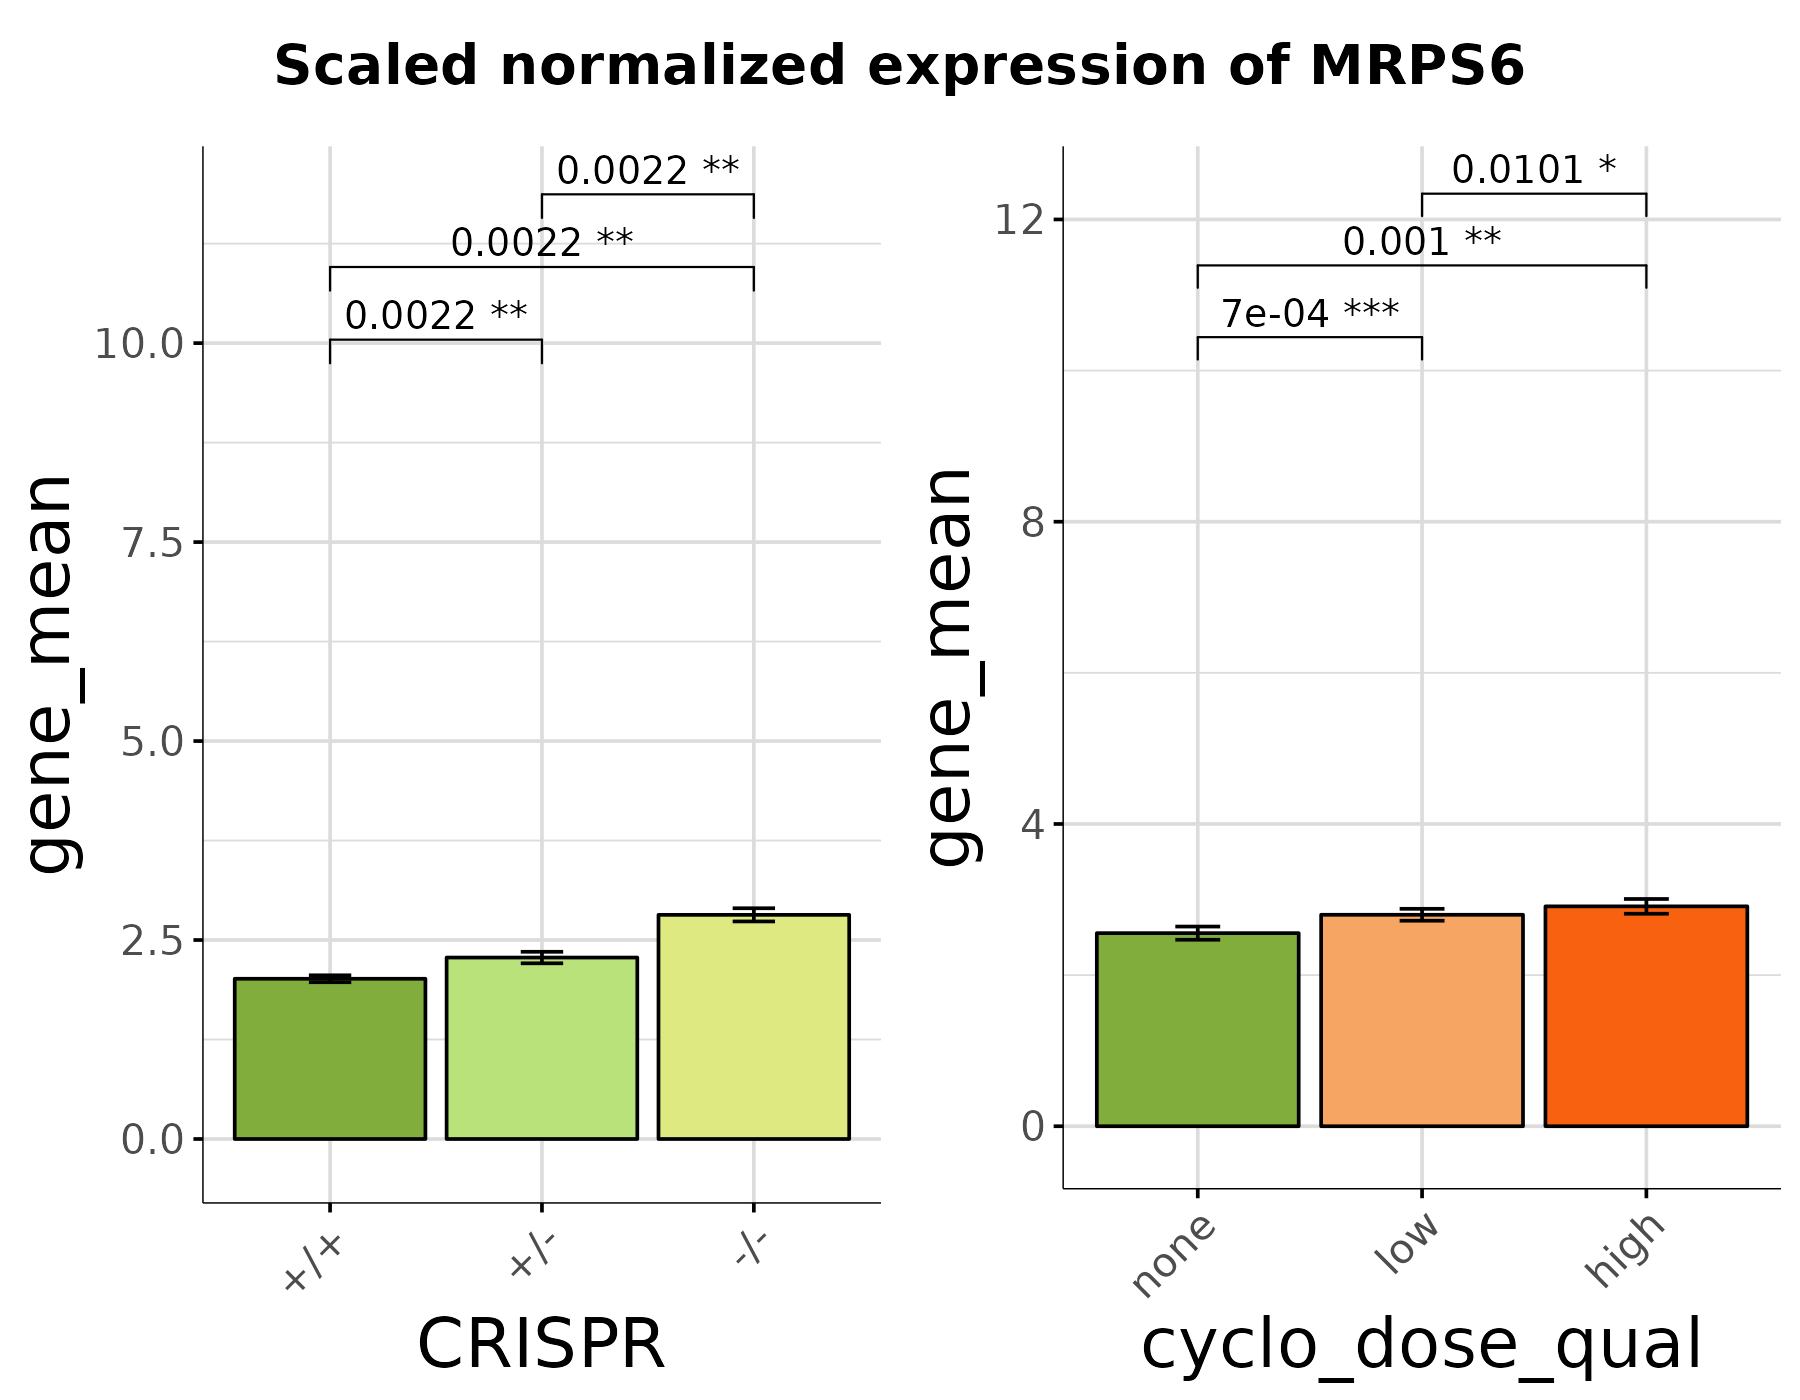 Scaled normalized expression of MRPS6
gene_mean
10.0
7.5
5.0
2.5
0.0
0.0022 **
0.0022 **
0.0022 **
+/+
+/-
-/-
CRISPR
gene_mean
12
8
4
0
0.0101 *
0.001 **
7e-04 ***
none
low
high
cyclo_dose_qual